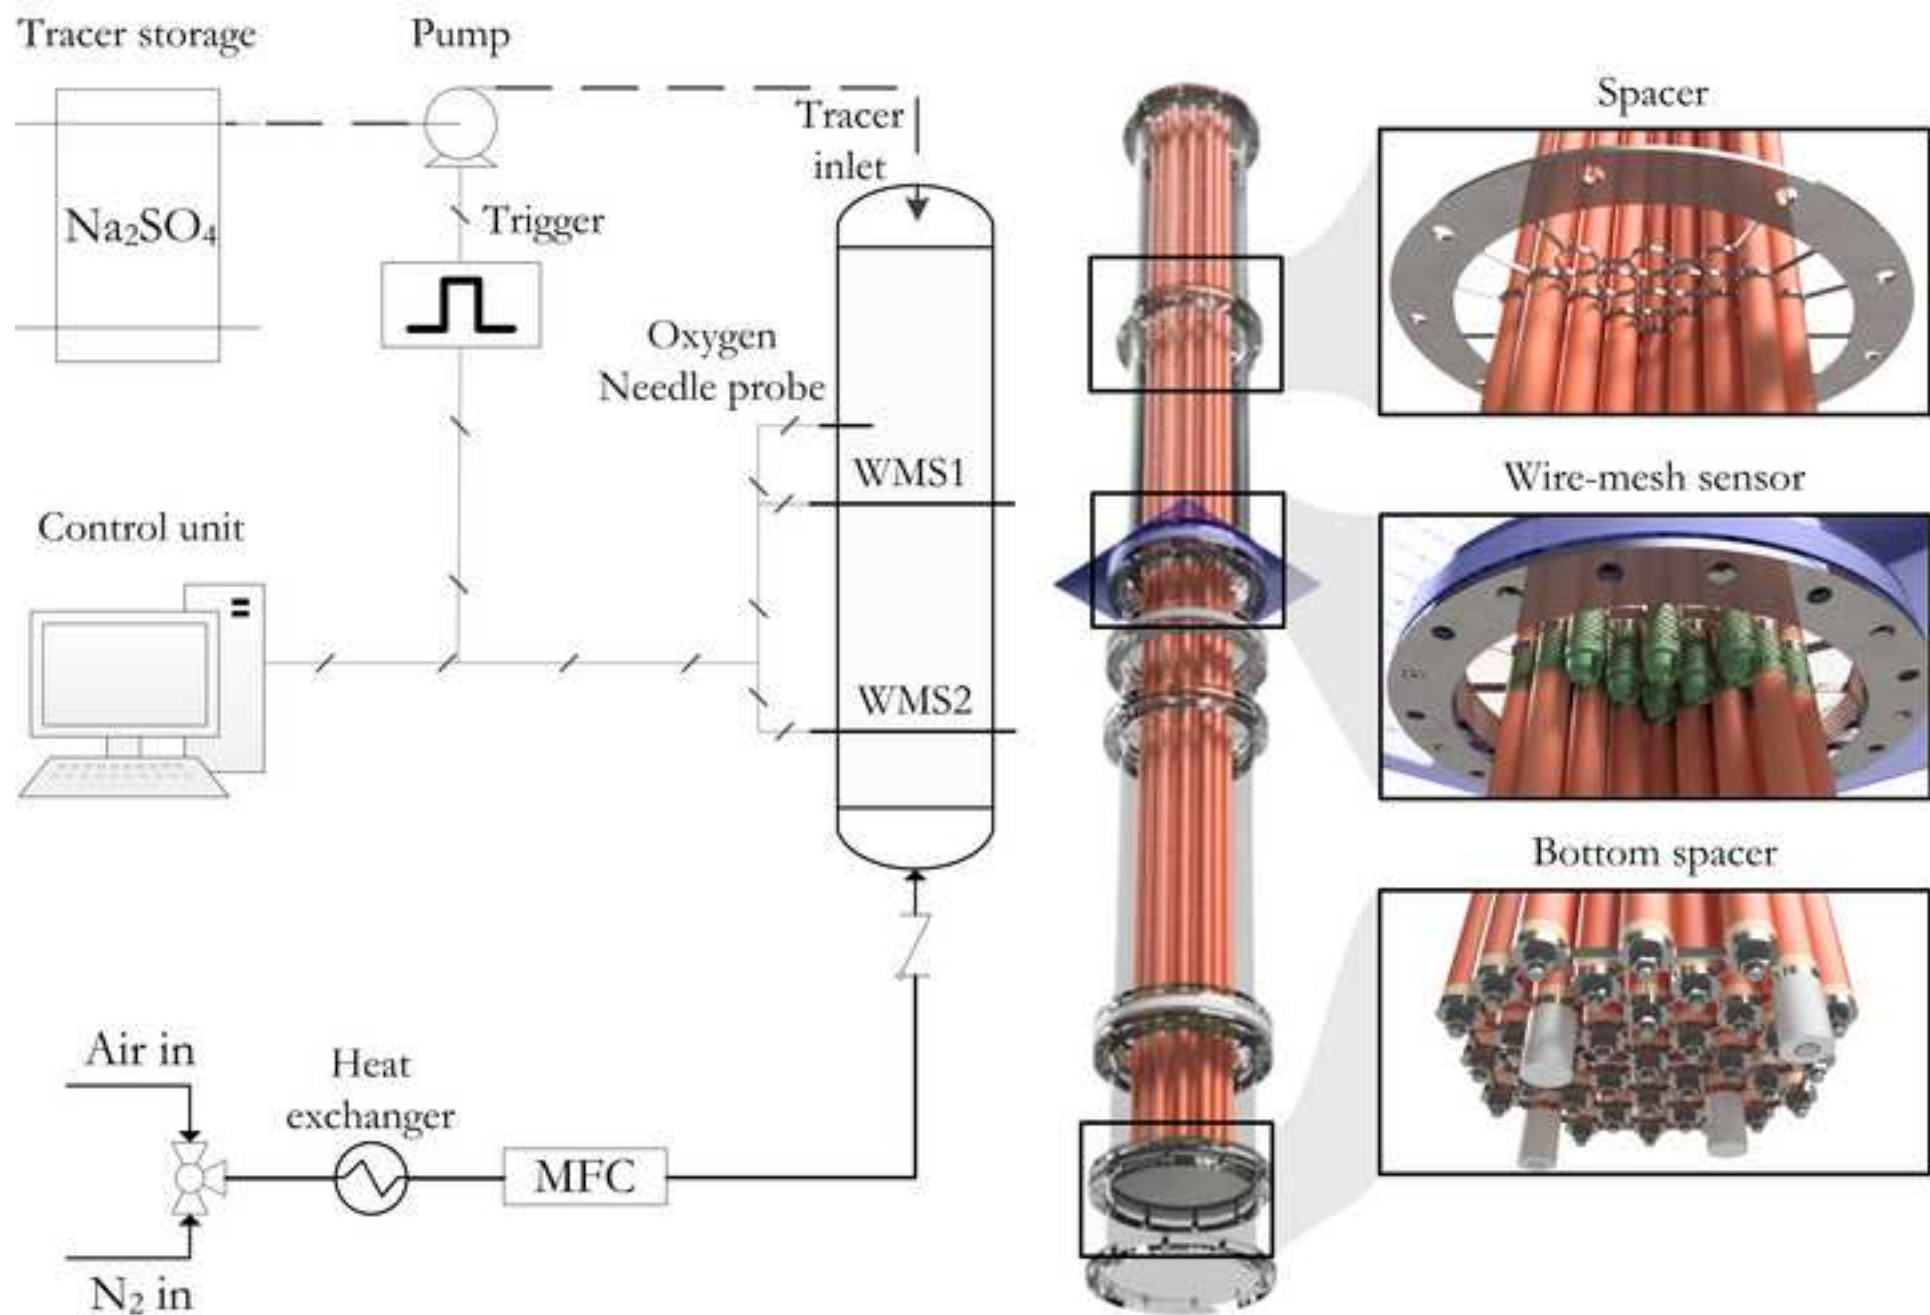 Tracer storage
Pump
Spacer
Tracer
inlet
Na₂SO₄
Trigger
Oxygen
Needle probe
WMS1
Wire-mesh sensor
Control unit
WMS2
Bottom spacer
Air in
Heat
exchanger
MFC
N₂ in